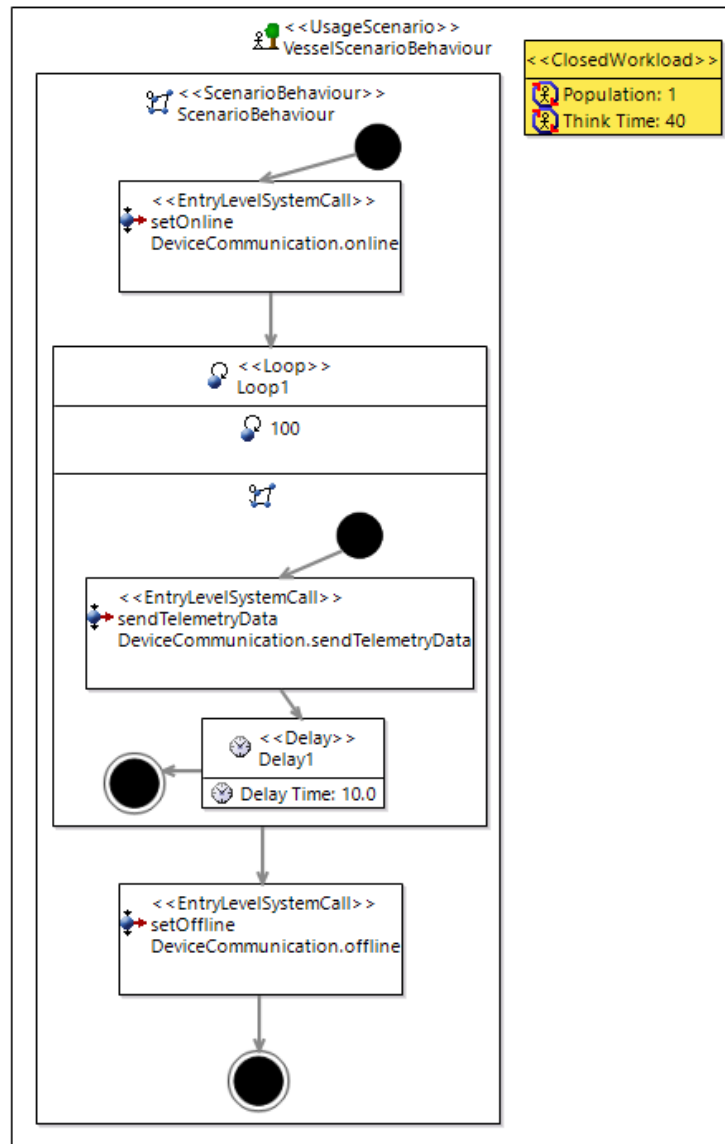 <<UsageScenario>>
VesselScenarioBehaviour
<<ClosedWorkload>>
Population: 1
Think Time: 40
<<ScenarioBehaviour>>
ScenarioBehaviour
<<EntryLevelSystemCall>>
setOnline
DeviceCommunication.online
<<Loop>>
Loop1
100
<<EntryLevelSystemCall>>
sendTelemetryData
DeviceCommunication.sendTelemetryData
<<Delay>>
Delay1
Delay Time: 10.0
<<EntryLevelSystemCall>>
setOffline
DeviceCommunication.offline